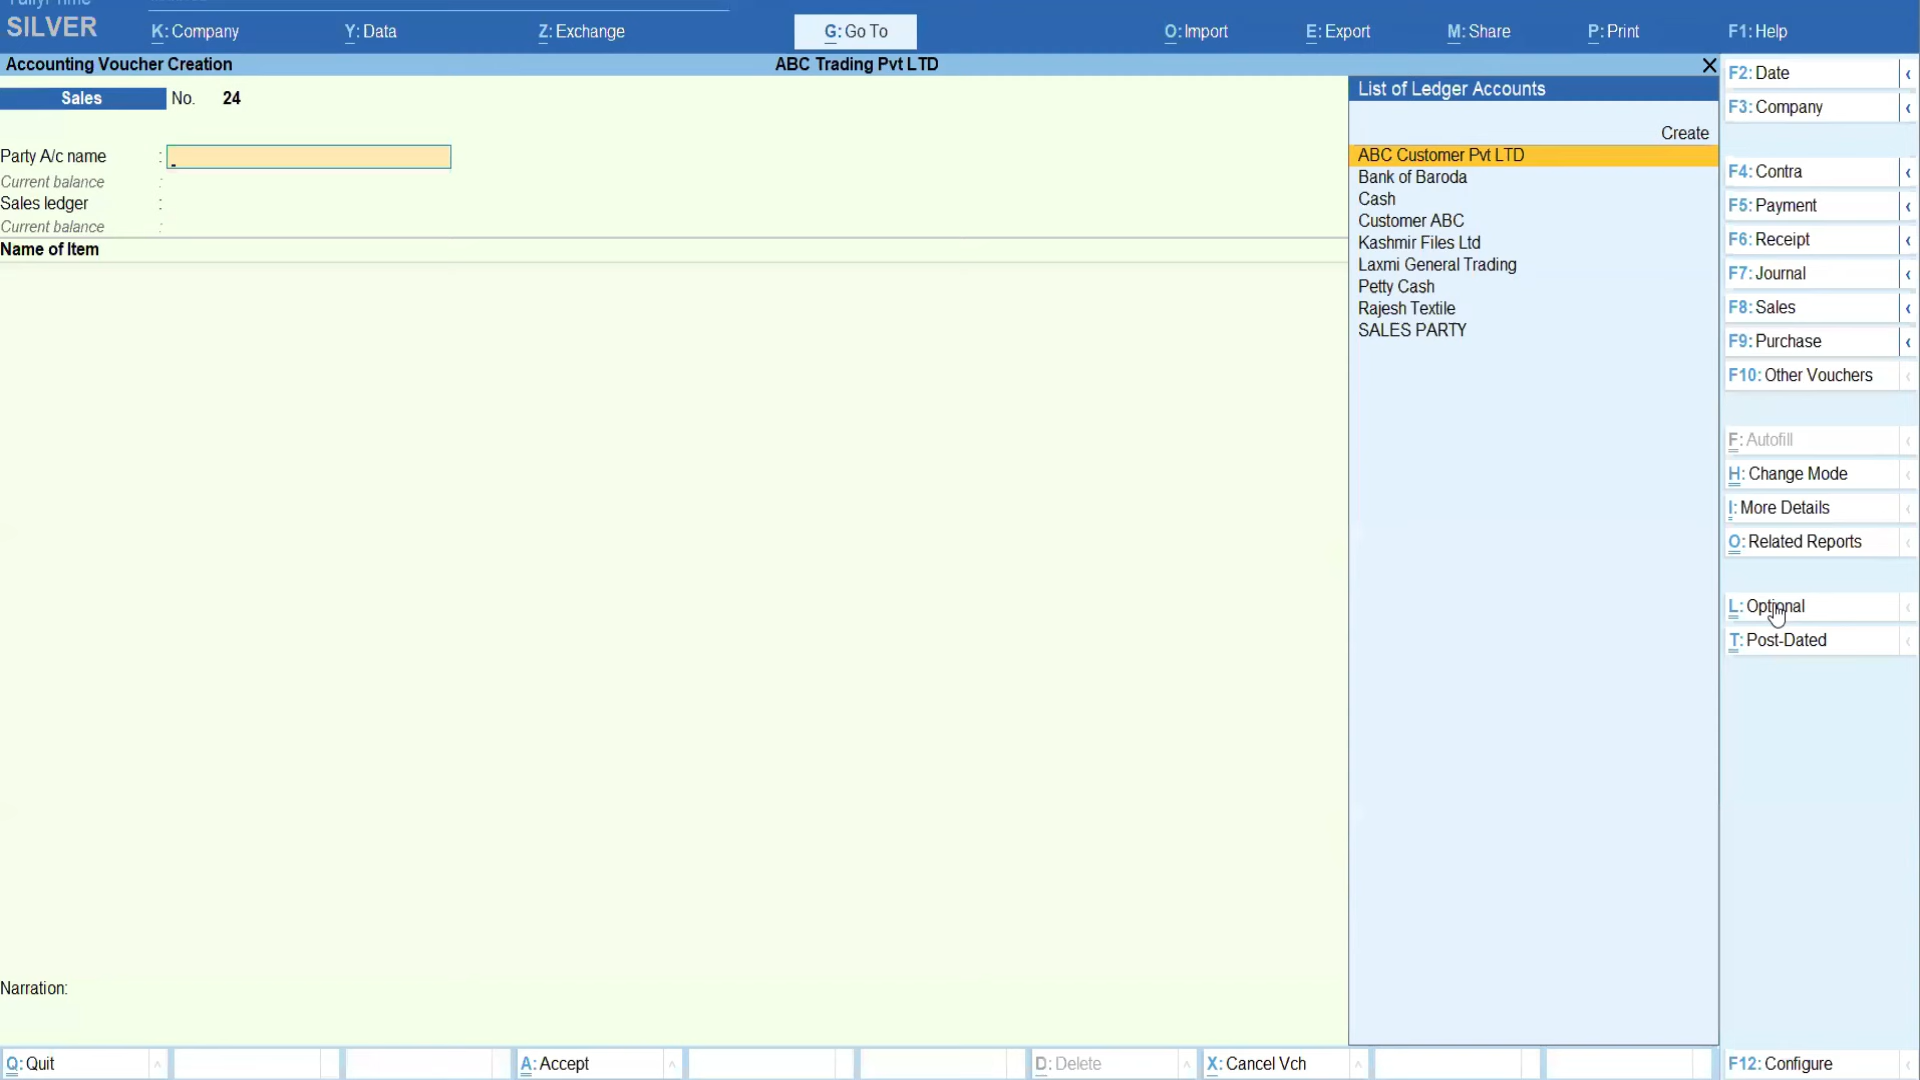 TallyPrime
SILVER
K: Company
Y: Data
Z: Exchange
G: Go To
O: Import
E: Export
M: Share
P: Print
F1: Help
Accounting Voucher Creation
ABC Trading Pvt LTD
Sales No. 24
Party A/c name :
Current balance :
Sales ledger :
Current balance :
Name of Item
Narration:
List of Ledger Accounts
Create
ABC Customer Pvt LTD
Bank of Baroda
Cash
Customer ABC
Kashmir Files Ltd
Laxmi General Trading
Petty Cash
Rajesh Textile
SALES PARTY
F2: Date
F3: Company
F4: Contra
F5: Payment
F6: Receipt
F7: Journal
F8: Sales
F9: Purchase
F10: Other Vouchers
F: Autofill
H: Change Mode
I: More Details
O: Related Reports
L: Optional
T: Post-Dated
Q: Quit
A: Accept
D: Delete
X: Cancel Vch
F12: Configure